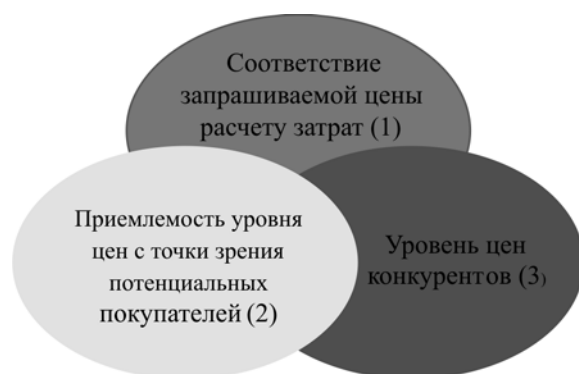 Соответствие
запрашиваемой цены
расчету затрат (1)
Приемлемость уровня
цен с точки зрения
потенциальных
покупателей (2)
Уровень цен
конкурентов (3)